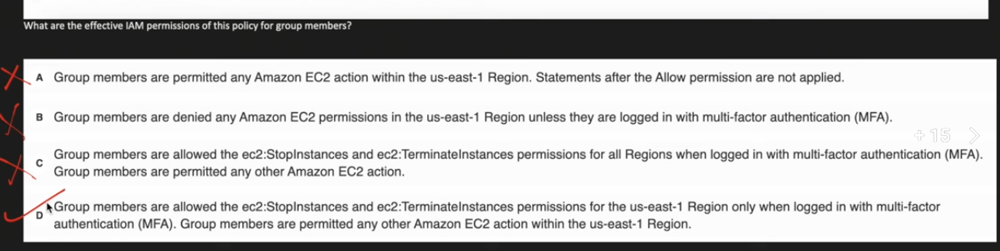 What are the effective IAM permissions of this policy for group members?
A Group members are permitted any Amazon EC2 action within the us-east-1 Region. Statements after the Allow permission are not applied.
B Group members are denied any Amazon EC2 permissions in the us-east-1 Region unless they are logged in with multi-factor authentication (MFA).
+ 15
C Group members are allowed the ec2:StopInstances and ec2:TerminateInstances permissions for all Regions when logged in with multi-factor authentication (MFA).
Group members are permitted any other Amazon EC2 action.
D Group members are allowed the ec2:StopInstances and ec2:TerminateInstances permissions for the us-east-1 Region only when logged in with multi-factor
authentication (MFA). Group members are permitted any other Amazon EC2 action within the us-east-1 Region.